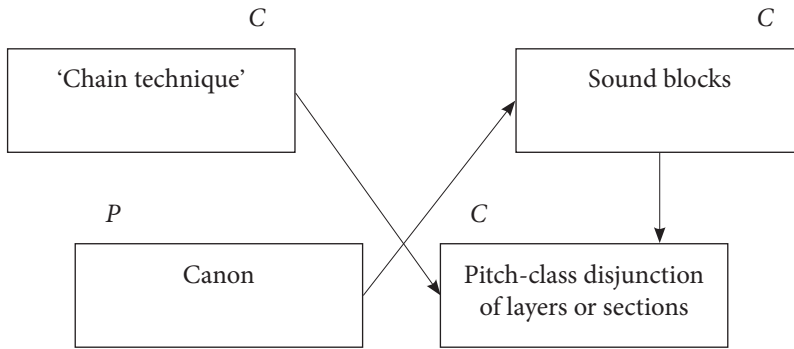 C
C
‘Chain technique’
Sound blocks
P
C
Canon
Pitch-class disjunction
of layers or sections